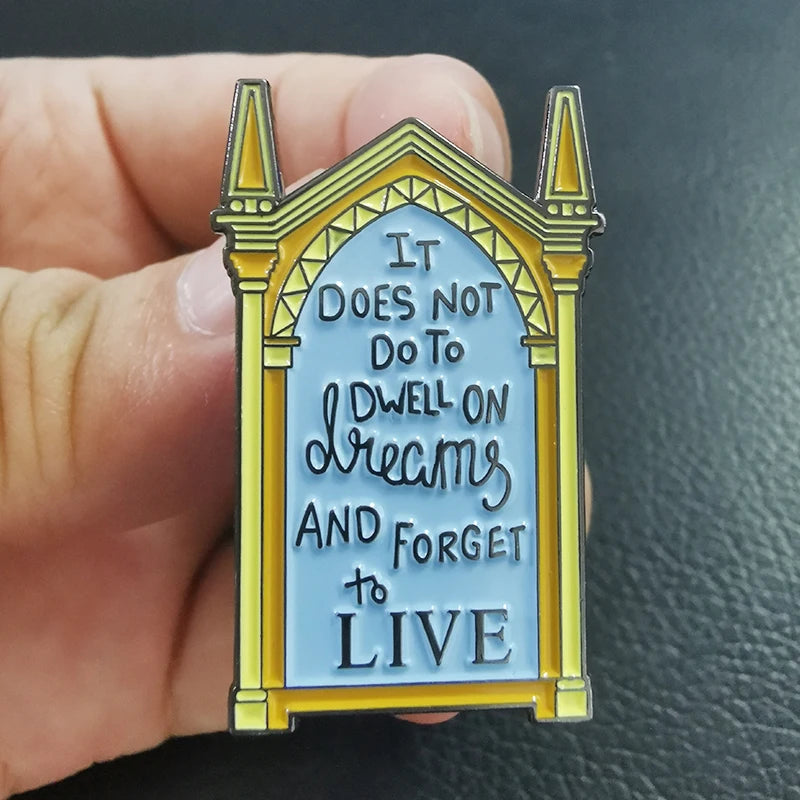 IT
DOES NOT
DO TO
DWELL ON
dreams
AND FORGET
to
LIVE